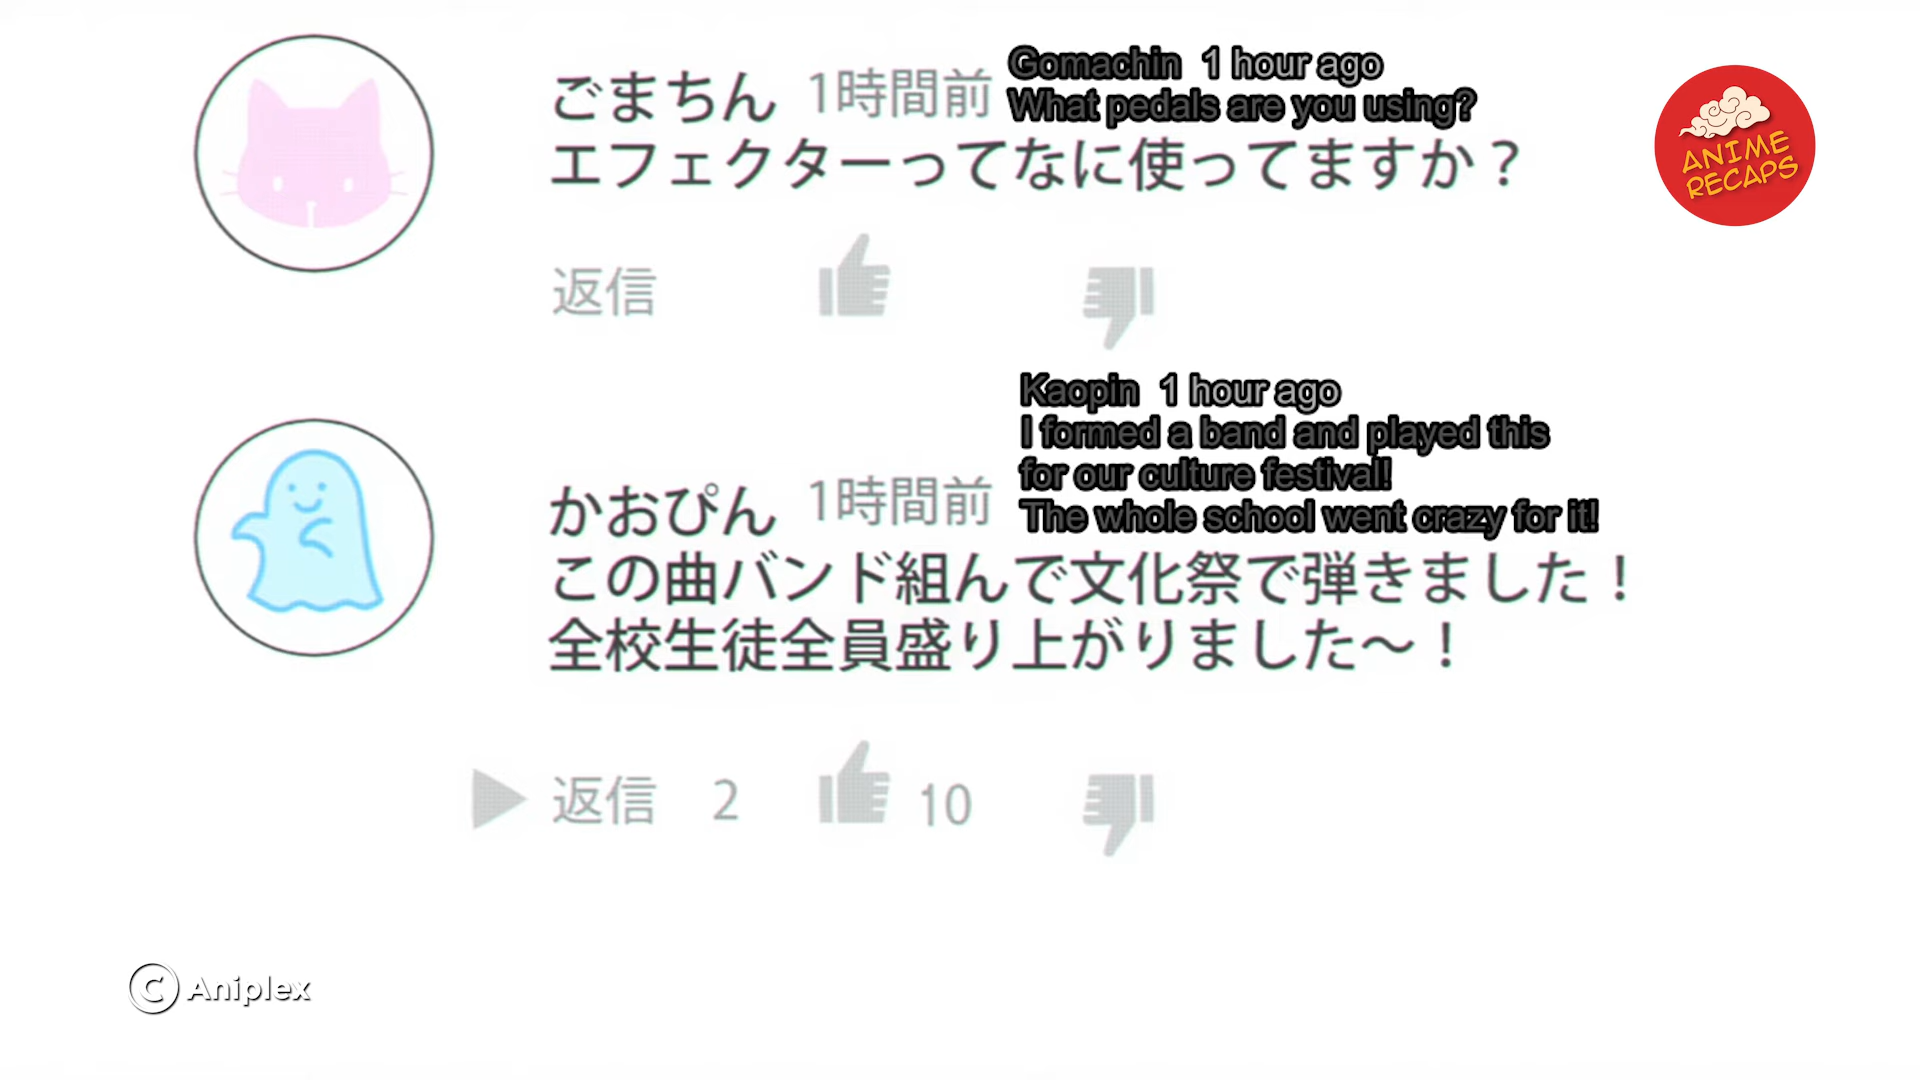 Gomachin 1 hour ago
What pedals are you using?
ごまちん 1時間前
エフェクターってなに使ってますか？
ANIME
RECAPS
返信
Kaopin 1 hour ago
I formed a band and played this
for our culture festival!
The whole school went crazy for it!
かおぴん 1時間前
この曲バンド組んで文化祭で弾きました！
全校生徒全員盛り上がりました〜！
返信 2 10
© Aniplex